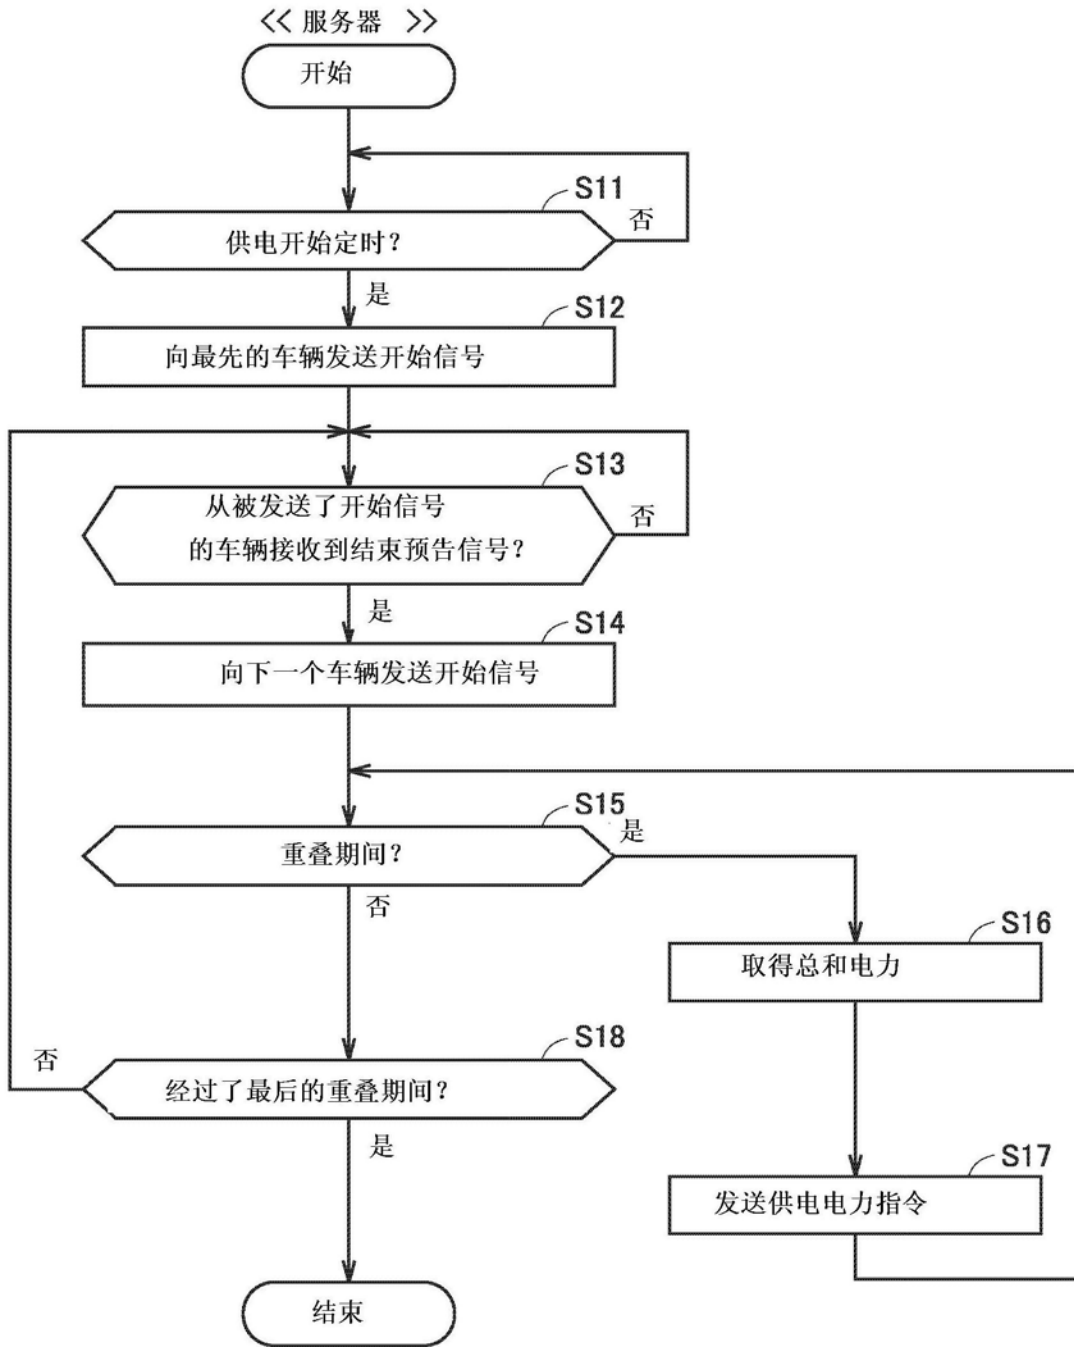 << 服务器 >>
开始
S11
供电开始定时?
否
是
S12
向最先的车辆发送开始信号
S13
从被发送了开始信号
的车辆接收到结束预告信号?
否
是
S14
向下一个车辆发送开始信号
S15
重叠期间?
是
否
S16
取得总和电力
S17
发送供电电力指令
S18
经过了最后的重叠期间?
否
是
结束